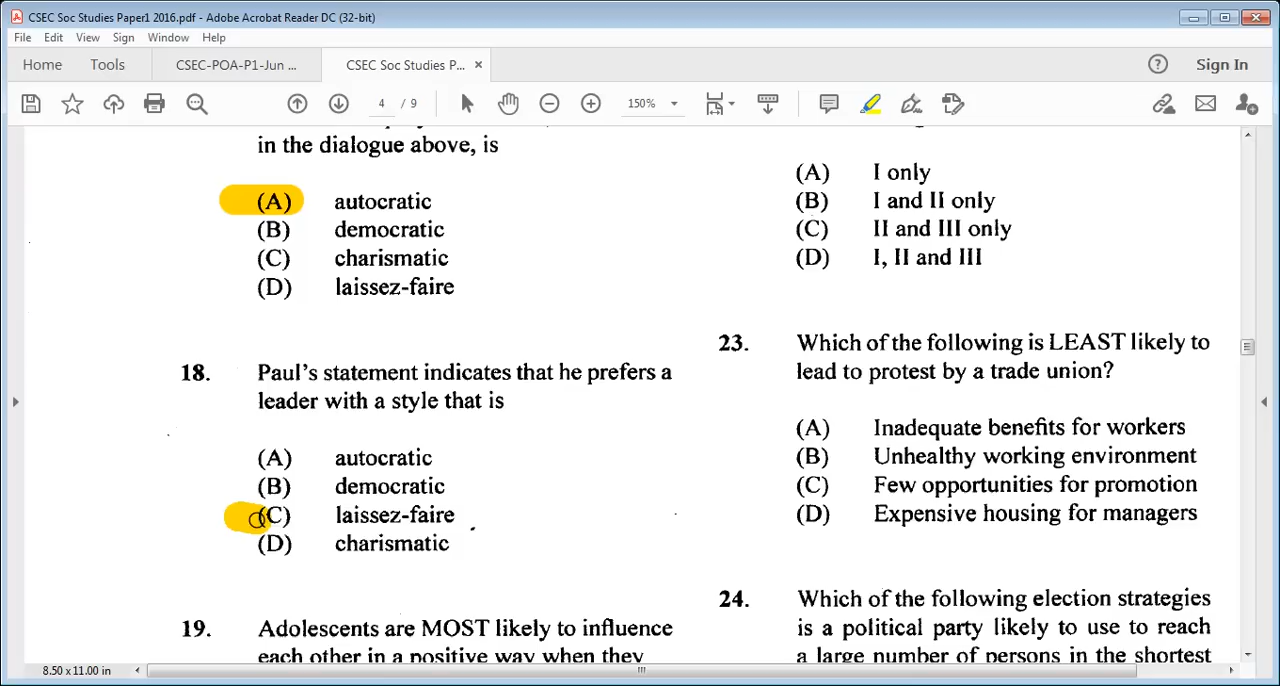 CSEC Soc Studies Paper1 2016.pdf - Adobe Acrobat Reader DC (32-bit)
File Edit View Sign Window Help
Home Tools CSEC-POA-P1-Jun ... CSEC Soc Studies P... × Sign In
4 / 9 150%
in the dialogue above, is
(A) autocratic
(B) democratic
(C) charismatic
(D) laissez-faire
18. Paul's statement indicates that he prefers a
leader with a style that is
(A) autocratic
(B) democratic
(C) laissez-faire
(D) charismatic
19. Adolescents are MOST likely to influence
each other in a positive way when they
(A) I only
(B) I and II only
(C) II and III only
(D) I, II and III
23. Which of the following is LEAST likely to
lead to protest by a trade union?
(A) Inadequate benefits for workers
(B) Unhealthy working environment
(C) Few opportunities for promotion
(D) Expensive housing for managers
24. Which of the following election strategies
is a political party likely to use to reach
a large number of persons in the shortest
8.50 x 11.00 in